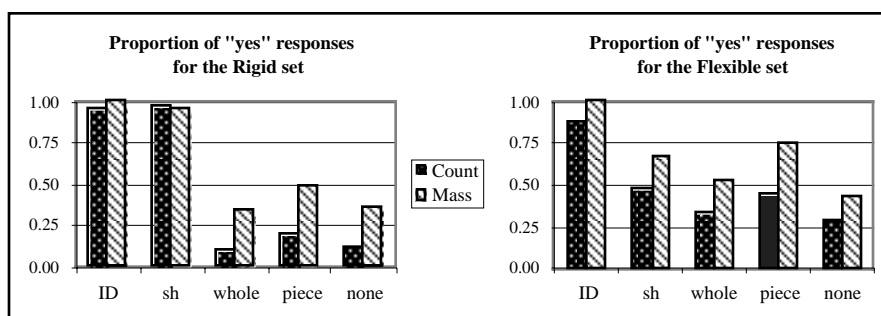 Proportion of "yes" responses
for the Rigid set
1.00
0.75
0.50
0.25
0.00
ID sh whole piece none
Count
Mass
Proportion of "yes" responses
for the Flexible set
1.00
0.75
0.50
0.25
0.00
ID sh whole piece none